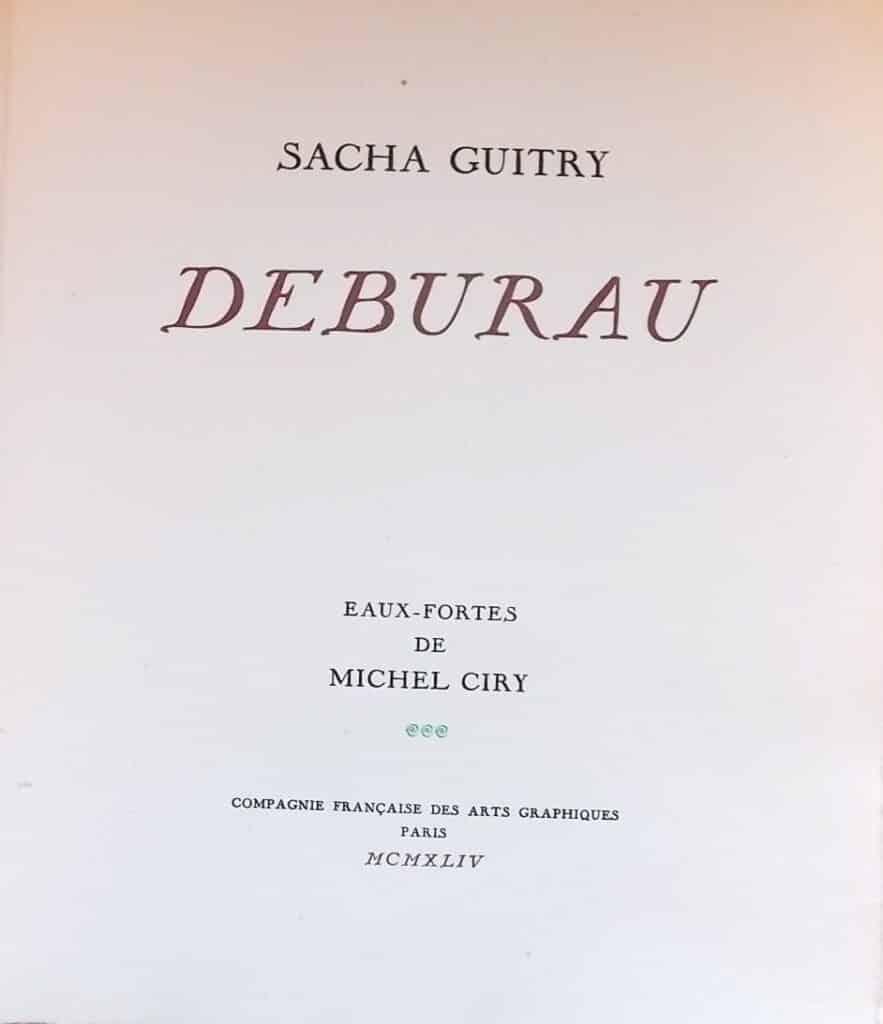 SACHA GUITRY
DEBURAU
EAUX-FORTES
DE
MICHEL CIRY
COMPAGNIE FRANÇAISE DES ARTS GRAPHIQUES
PARIS
MCMXLIV